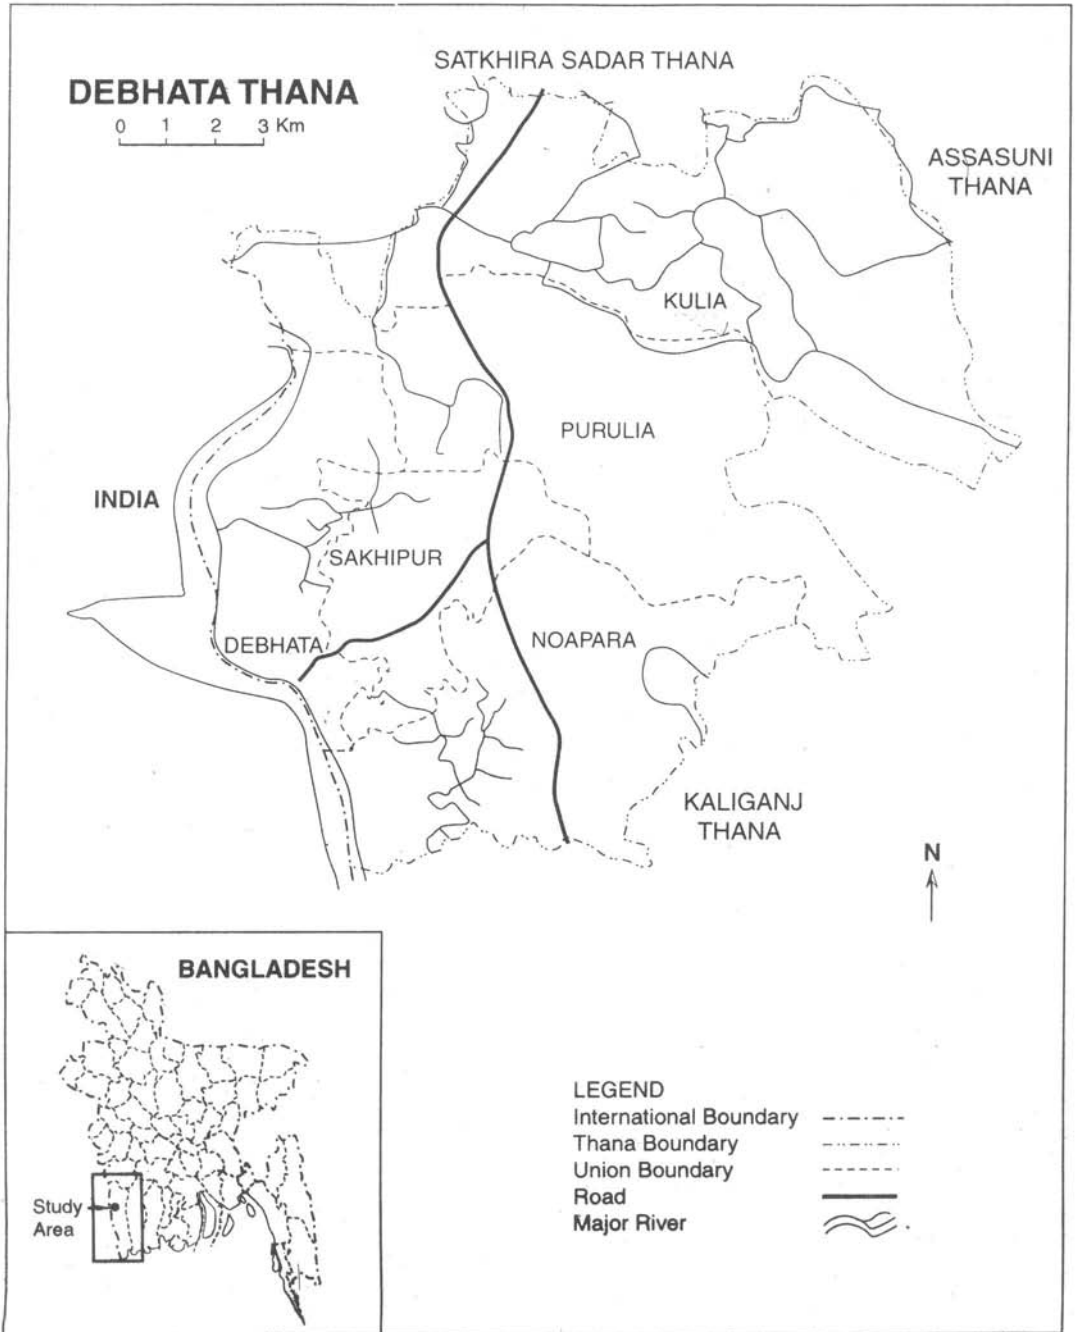 SATKHIRA SADAR THANA
DEBHATA THANA
0 1 2 3 Km
ASSASUNI
THANA
KULIA
PURULIA
INDIA
SAKHIPUR
DEBHATA
NOAPARA
KALIGANJ
THANA
N
BANGLADESH
Study
Area
LEGEND
International Boundary
Thana Boundary
Union Boundary
Road
Major River